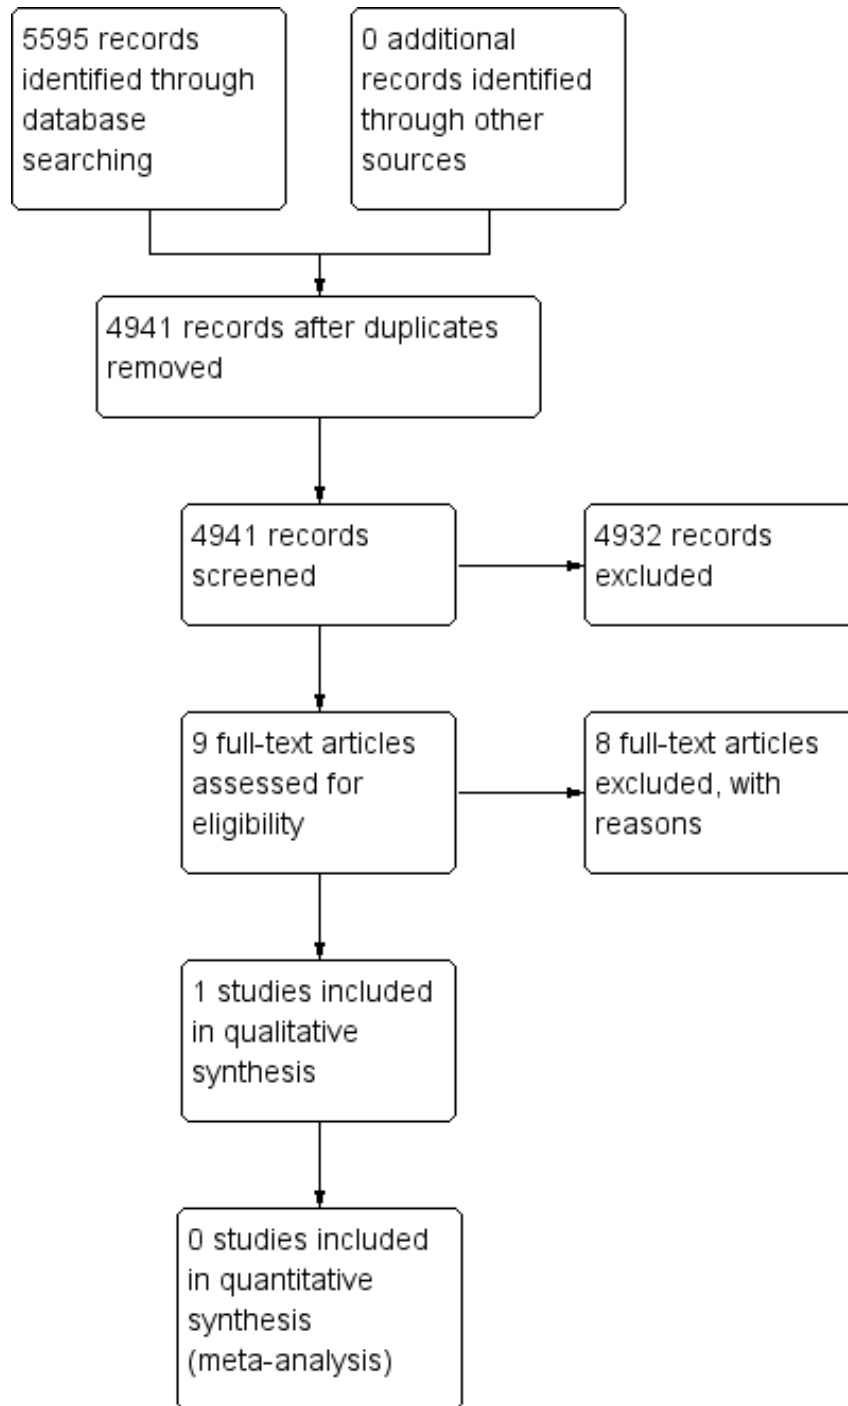 5595 records
identified through
database
searching
0 additional
records identified
through other
sources
4941 records after duplicates
removed
4941 records
screened
4932 records
excluded
9 full-text articles
assessed for
eligibility
8 full-text articles
excluded, with
reasons
1 studies included
in qualitative
synthesis
0 studies included
in quantitative
synthesis
(meta-analysis)